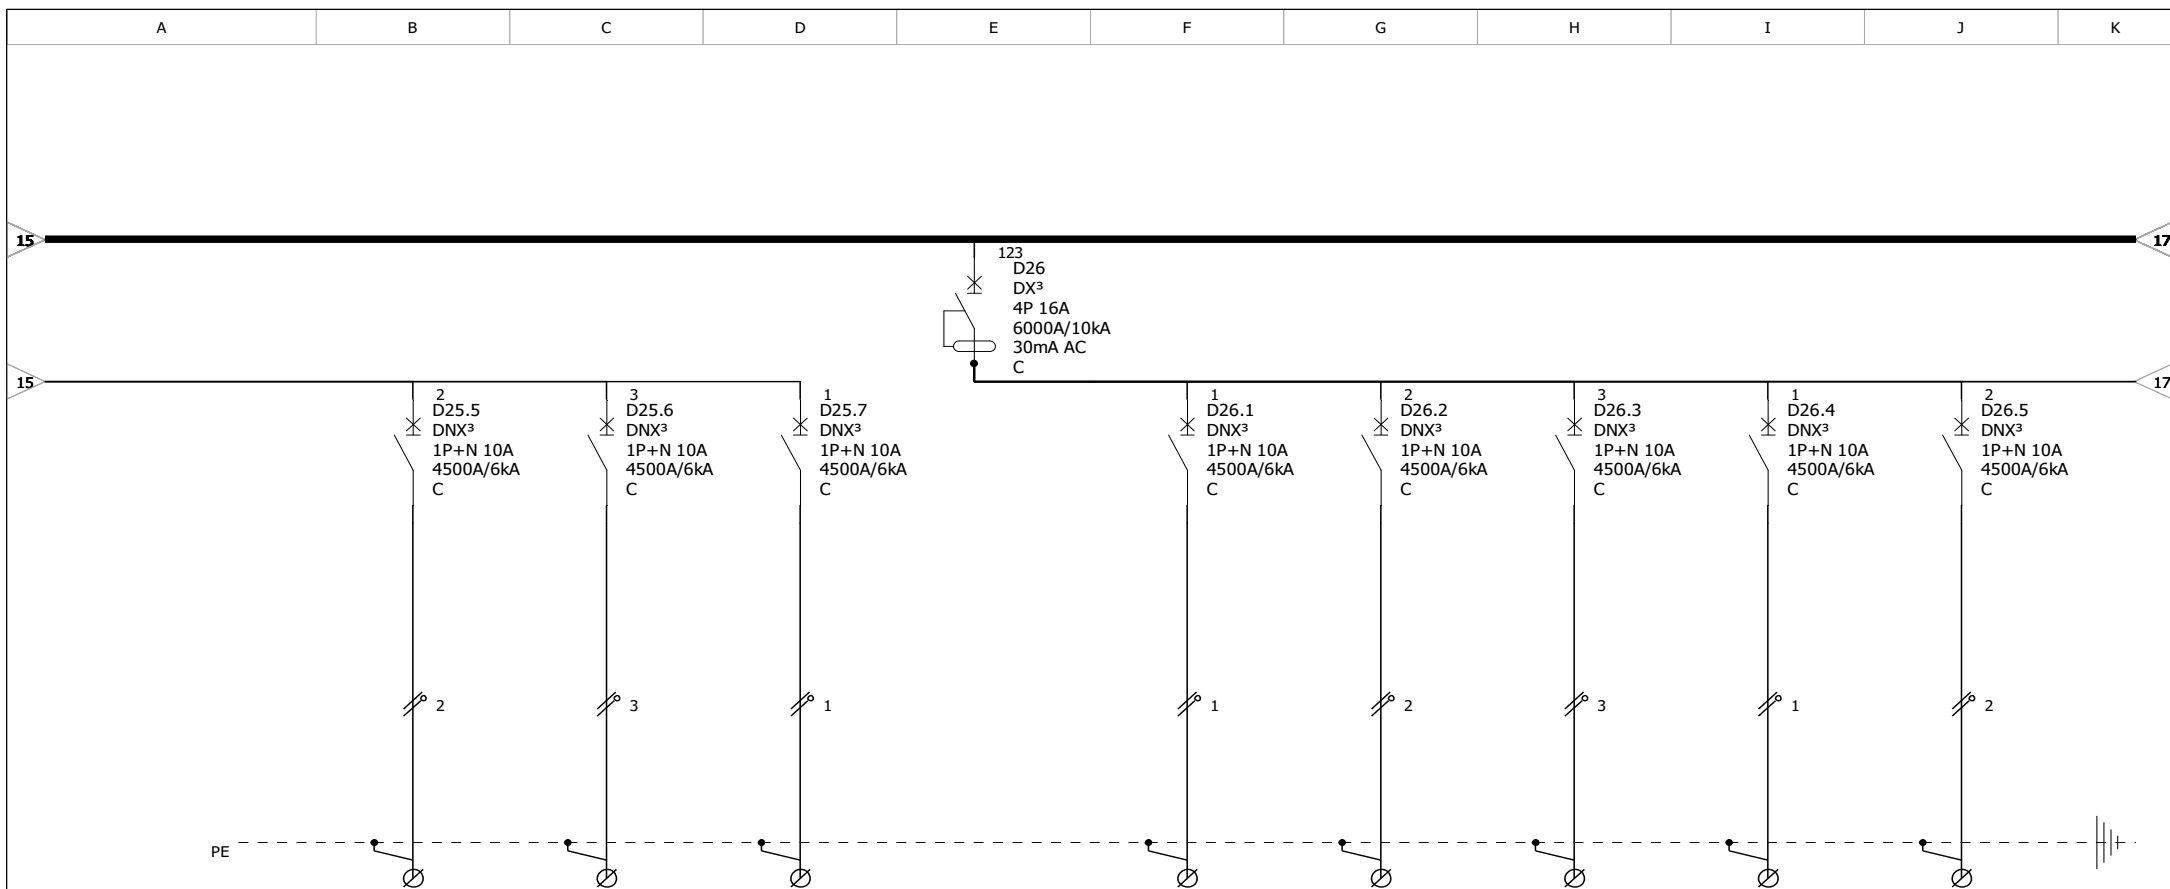 A B C D E F G H I J K
15 17
123
D26
DX³
4P 16A
6000A/10kA
30mA AC
C
15 17
2
D25.5
DNX³
1P+N 10A
4500A/6kA
C
3
D25.6
DNX³
1P+N 10A
4500A/6kA
C
1
D25.7
DNX³
1P+N 10A
4500A/6kA
C
1
D26.1
DNX³
1P+N 10A
4500A/6kA
C
2
D26.2
DNX³
1P+N 10A
4500A/6kA
C
3
D26.3
DNX³
1P+N 10A
4500A/6kA
C
1
D26.4
DNX³
1P+N 10A
4500A/6kA
C
2
D26.5
DNX³
1P+N 10A
4500A/6kA
C
2 3 1 1 2 3 1 2
PE